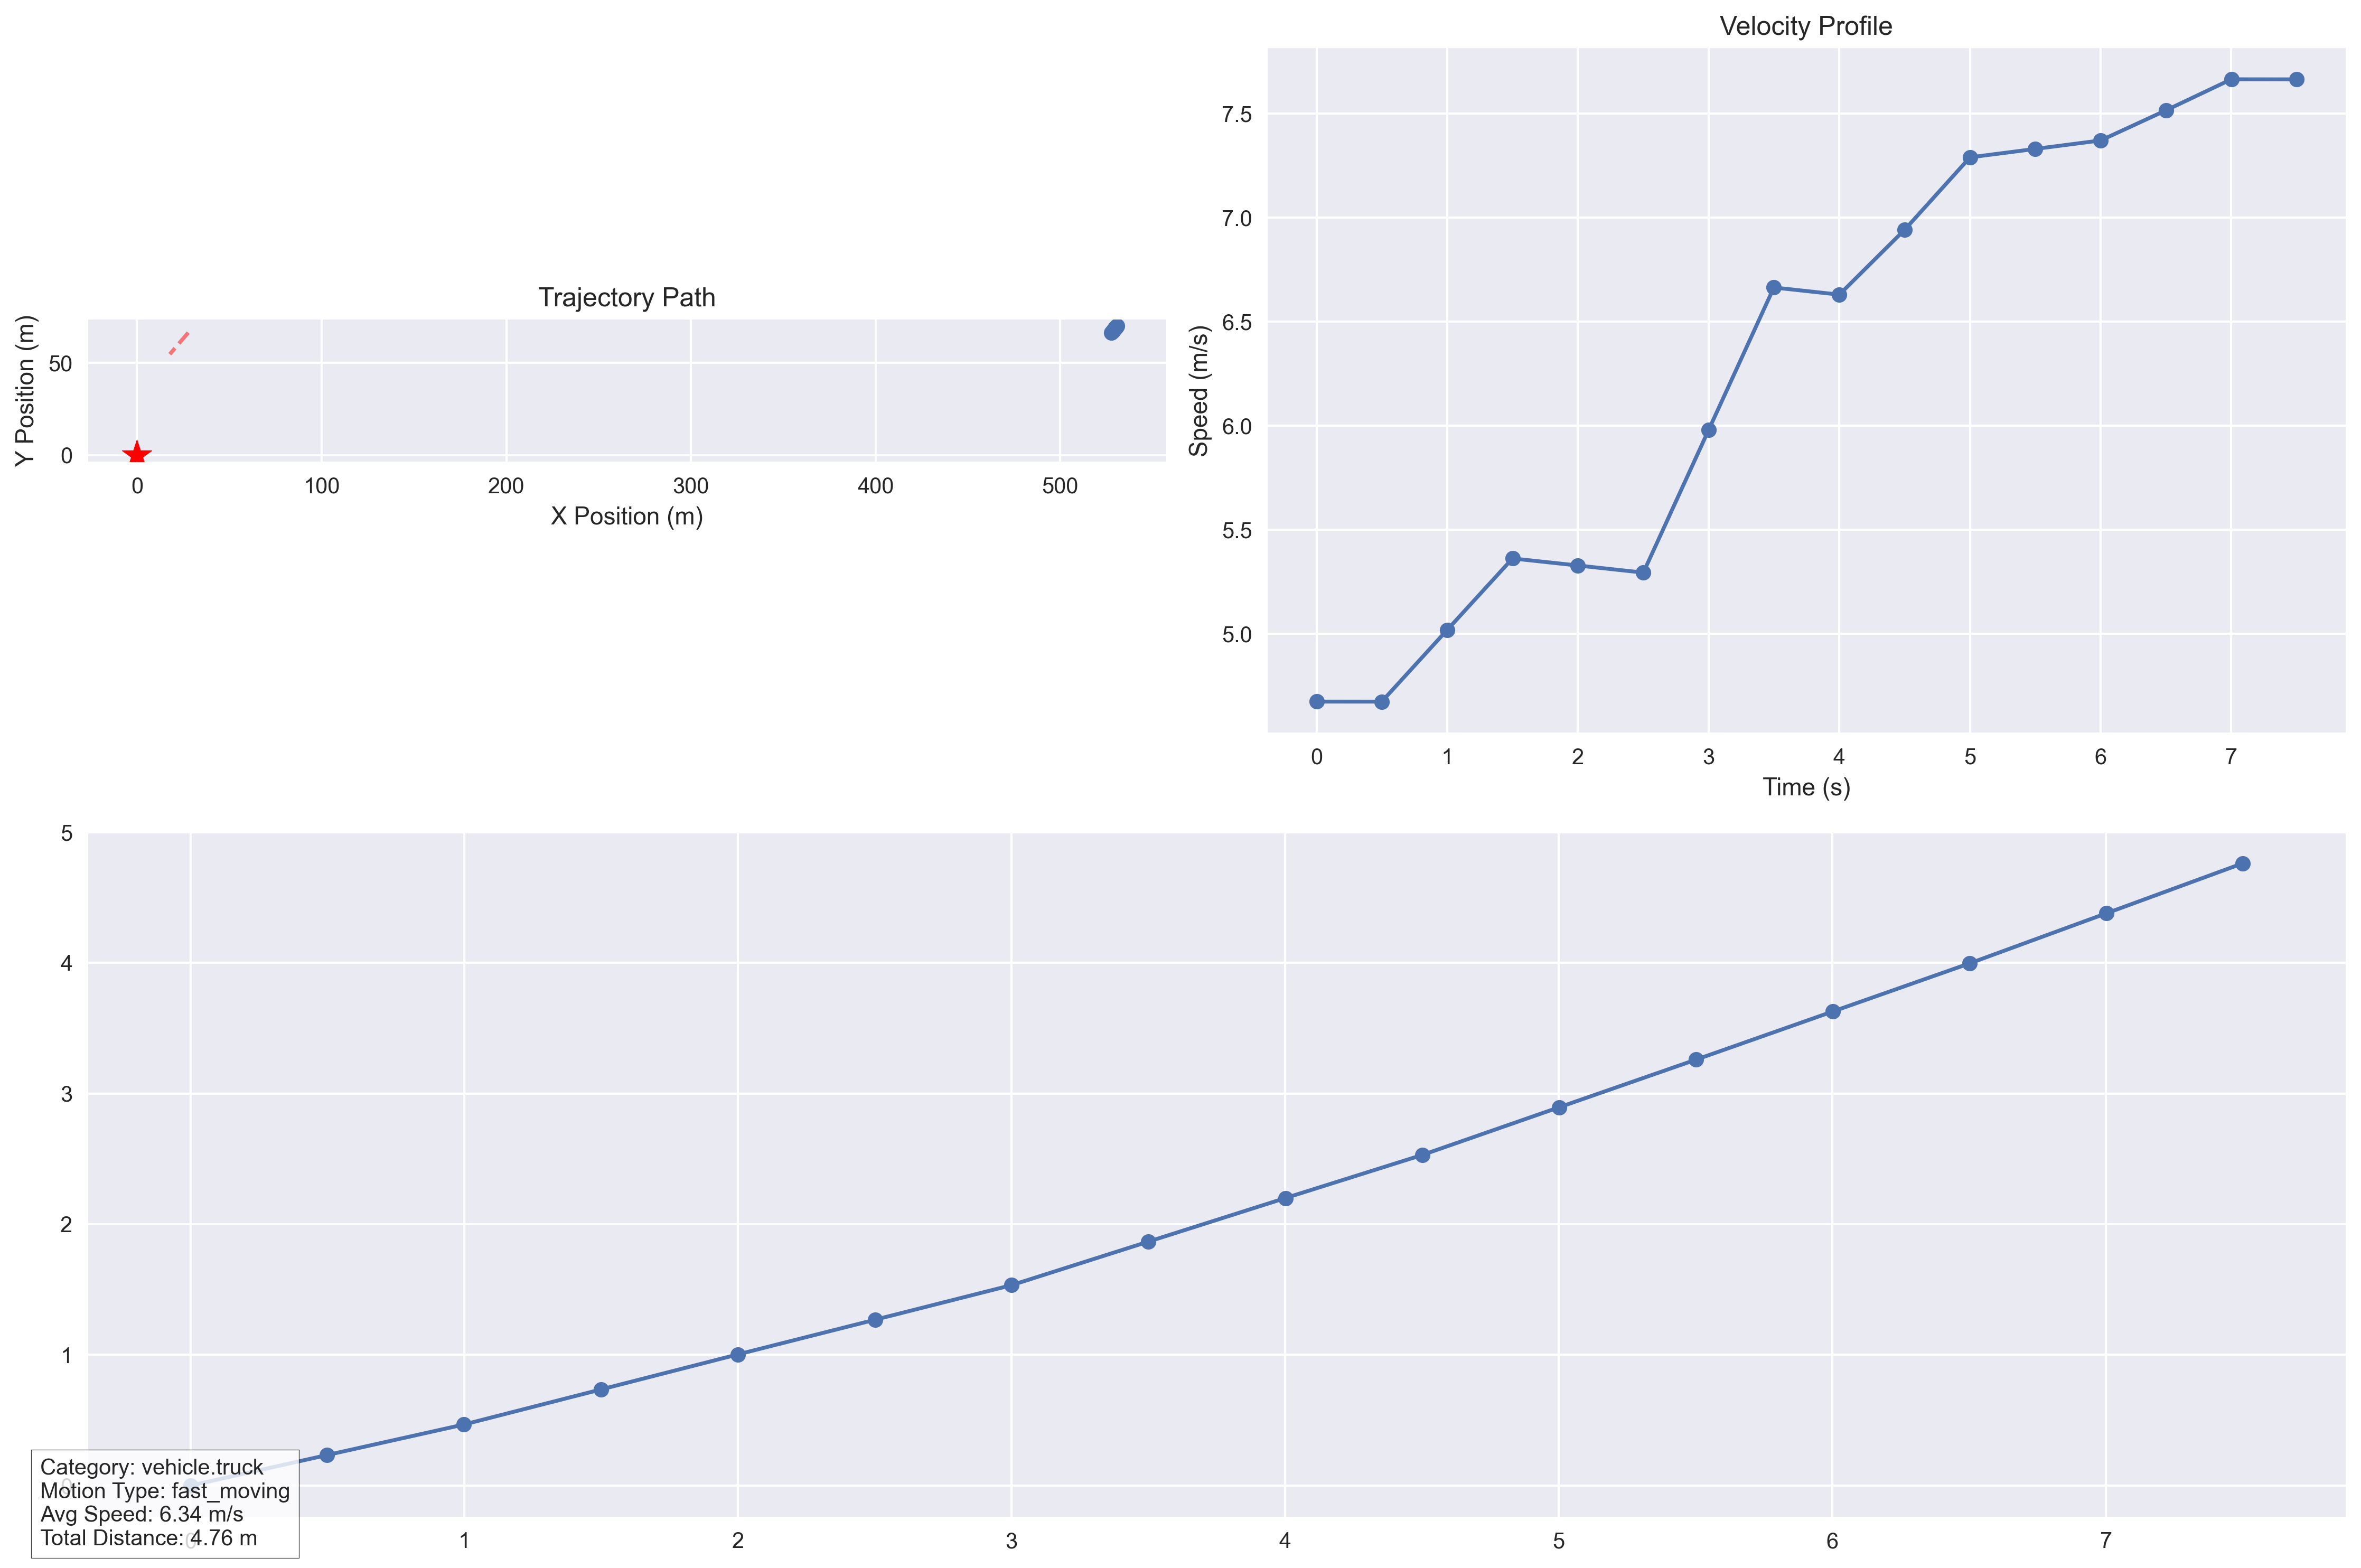 Trajectory Path
Y Position (m)
50
0
0 100 200 300 400 500
X Position (m)
Velocity Profile
Speed (m/s)
7.5
7.0
6.5
6.0
5.5
5.0
0 1 2 3 4 5 6 7
Time (s)
5
4
3
2
1
0
Category: vehicle.truck
Motion Type: fast_moving
Avg Speed: 6.34 m/s
Total Distance: 4.76 m
0 1 2 3 4 5 6 7